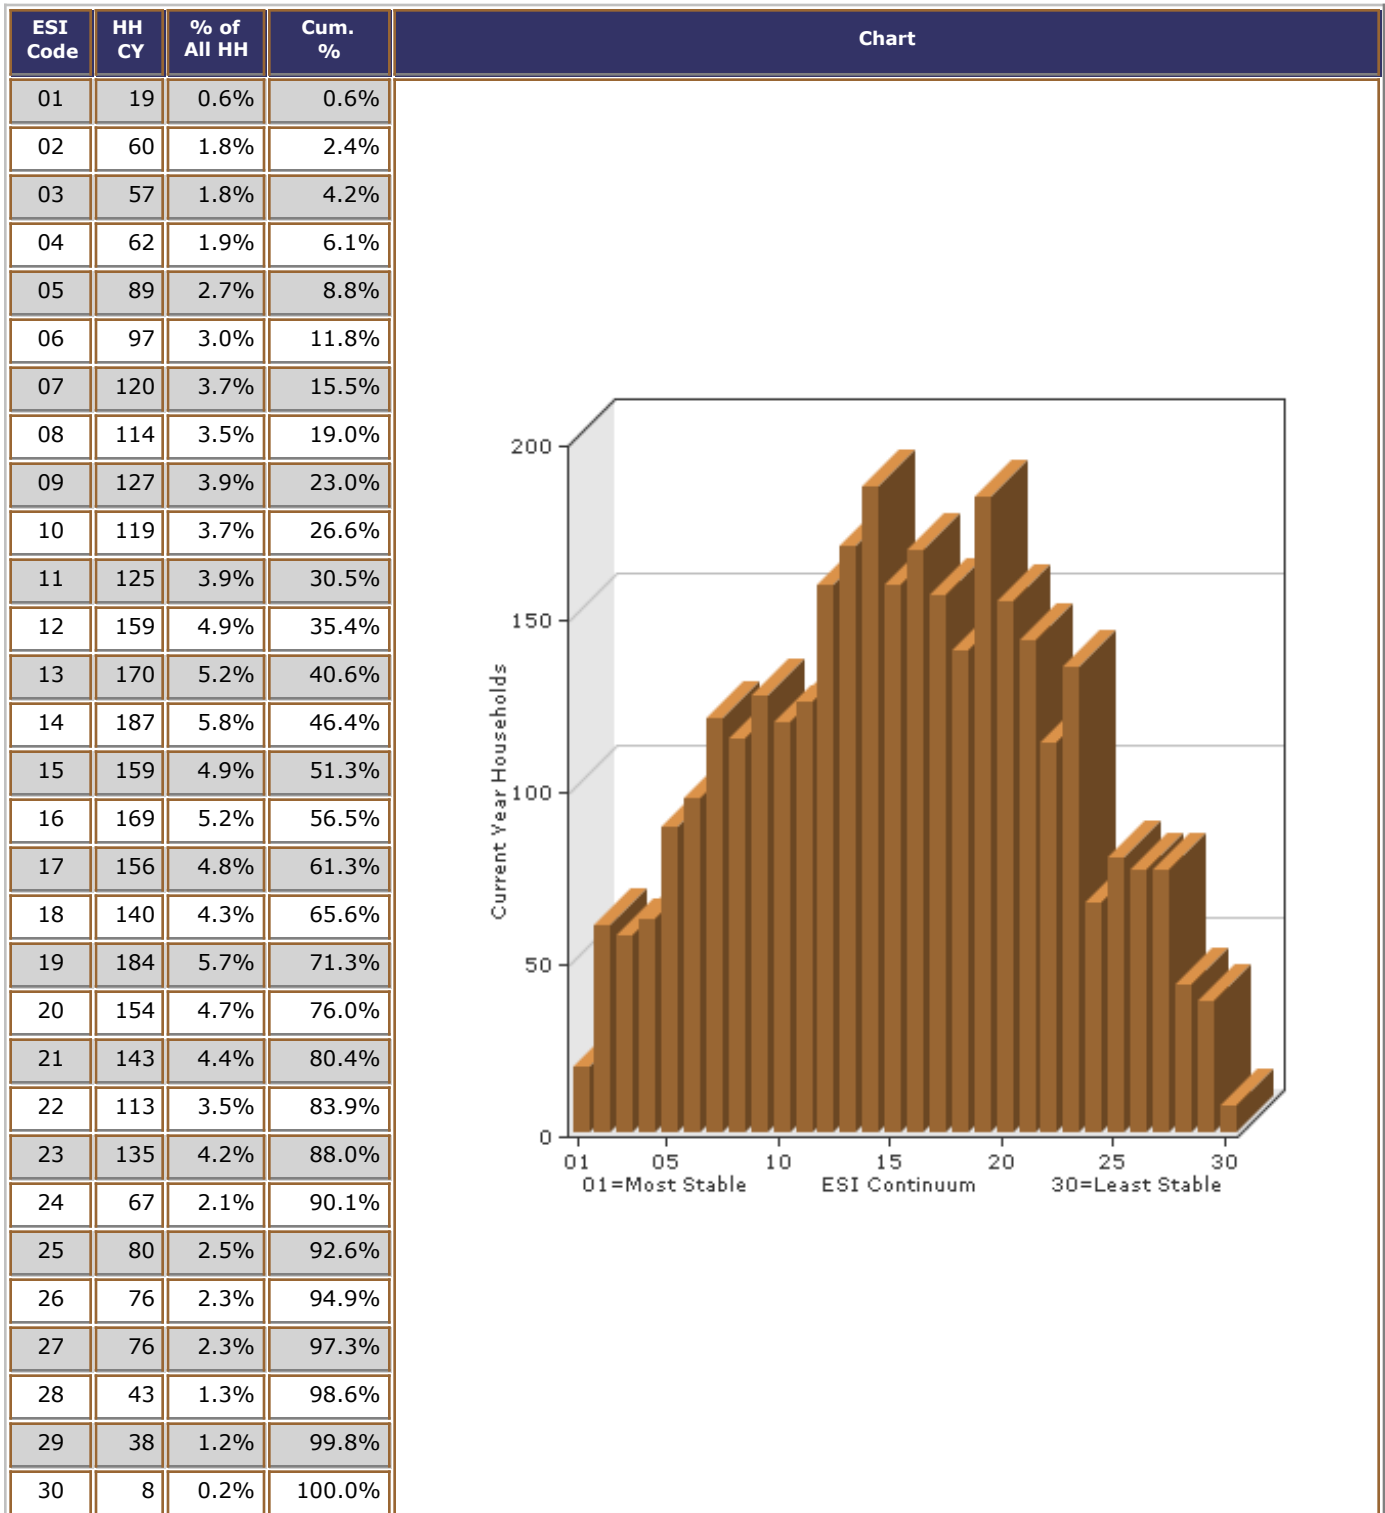 ESI Code HH CY % of All HH Cum. % Chart
01 19 0.6% 0.6%
02 60 1.8% 2.4%
03 57 1.8% 4.2%
04 62 1.9% 6.1%
05 89 2.7% 8.8%
06 97 3.0% 11.8%
07 120 3.7% 15.5%
08 114 3.5% 19.0%
09 127 3.9% 23.0%
10 119 3.7% 26.6%
11 125 3.9% 30.5%
12 159 4.9% 35.4%
13 170 5.2% 40.6%
14 187 5.8% 46.4%
15 159 4.9% 51.3%
16 169 5.2% 56.5%
17 156 4.8% 61.3%
18 140 4.3% 65.6%
19 184 5.7% 71.3%
20 154 4.7% 76.0%
21 143 4.4% 80.4%
22 113 3.5% 83.9%
23 135 4.2% 88.0%
24 67 2.1% 90.1%
25 80 2.5% 92.6%
26 76 2.3% 94.9%
27 76 2.3% 97.3%
28 43 1.3% 98.6%
29 38 1.2% 99.8%
30 8 0.2% 100.0%
Current Year Households
200
150
100
50
0
01 05 10 15 20 25 30
01=Most Stable ESI Continuum 30=Least Stable